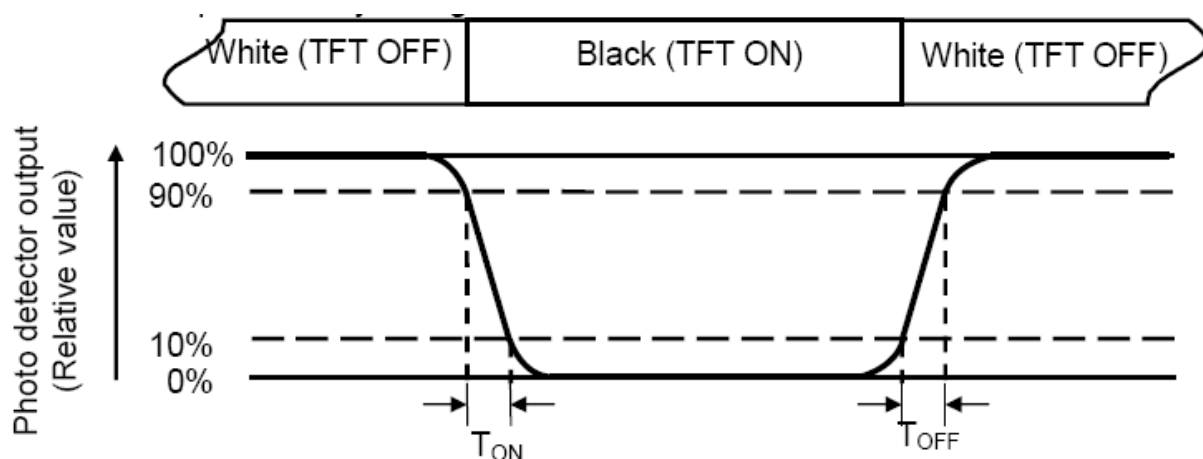 White (TFT OFF) Black (TFT ON) White (TFT OFF)
Photo detector output
(Relative value)
100%
90%
10%
0%
TON
TOFF